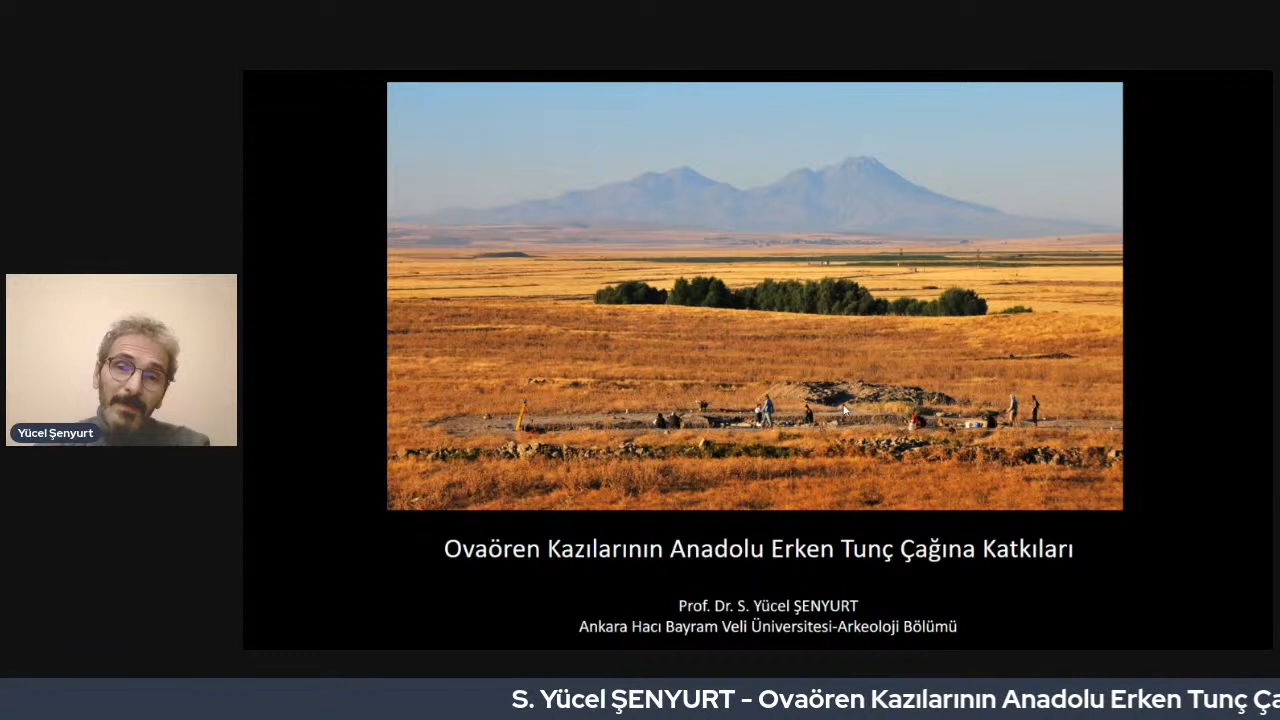 Yücel Şenyurt
Ovaören Kazılarının Anadolu Erken Tunç Çağına Katkıları
Prof. Dr. S. Yücel ŞENYURT
Ankara Hacı Bayram Veli Üniversitesi-Arkeoloji Bölümü
S. Yücel ŞENYURT - Ovaören Kazılarının Anadolu Erken Tunç Ça